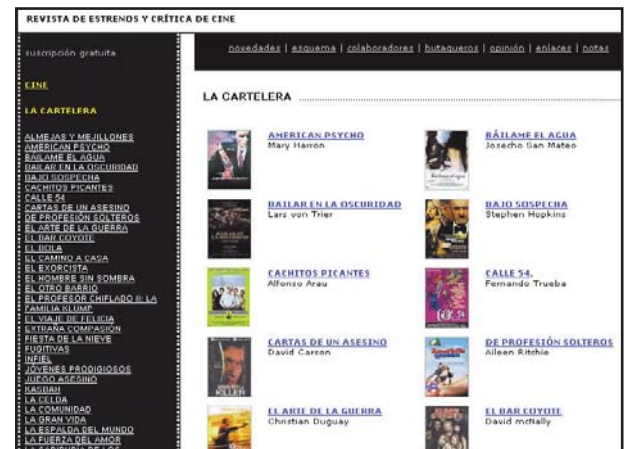 REVISTA DE ESTRENOS Y CRÍTICA DE CINE
suscripción gratuita
novedades | esquema | colaboradores | butaqueros | opinión | enlaces | notas
CINE
LA CARTELERA
ALMEJAS Y MEJILLONES
AMERICAN PSYCHO
BAILAME EL AGUA
BAILAR EN LA OSCURIDAD
BAJO SOSPECHA
CACHITOS PICANTES
CALLE 54
CARTAS DE UN ASESINO
DE PROFESIÓN SOLTEROS
EL ARTE DE LA GUERRA
EL BAR COYOTE
EL BOLA
EL CAMINO A CASA
EL EXORCISTA
EL HOMBRE SIN SOMBRA
EL OTRO BARRIO
EL PROFESOR CHIFLADO II: LA
FAMILIA KLUMP
EL VIAJE DE FELICIA
EXTRAÑA COMPASIÓN
FIESTA DE LA NIEVE
FUGITIVAS
INFIEL
JÓVENES PRODIGIOSOS
JUEGO ASESINO
KASBAH
LA CELDA
LA COMUNIDAD
LA GRAN VIDA
LA ESPALDA DEL MUNDO
LA FUERZA DEL AMOR
LA SABIDURÍA DE LOS
LA CARTELERA
AMERICAN PSYCHO
Mary Harron
BÁILAME EL AGUA
Josecho San Mateo
BAILAR EN LA OSCURIDAD
Lars von Trier
BAJO SOSPECHA
Stephen Hopkins
CACHITOS PICANTES
Alfonso Arau
CALLE 54.
Fernando Trueba
CARTAS DE UN ASESINO
David Carson
KILLER
DE PROFESIÓN SOLTEROS
Aileen Ritchie
EL ARTE DE LA GUERRA
Christian Duguay
EL BAR COYOTE
David mcNally